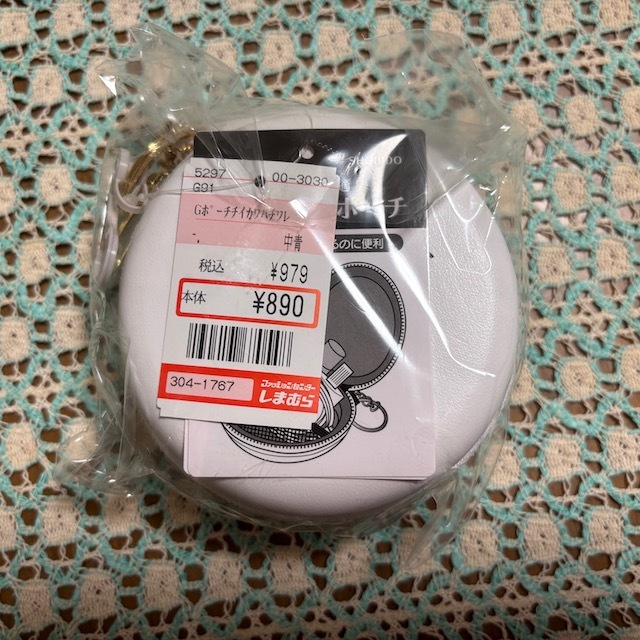 5297
00-3030
G91
Gポーチチイカワハチワレ
中青
税込 ¥979
本体 ¥890
304-1767
ファッションセンター
しまむら
ポーチ
るのに便利